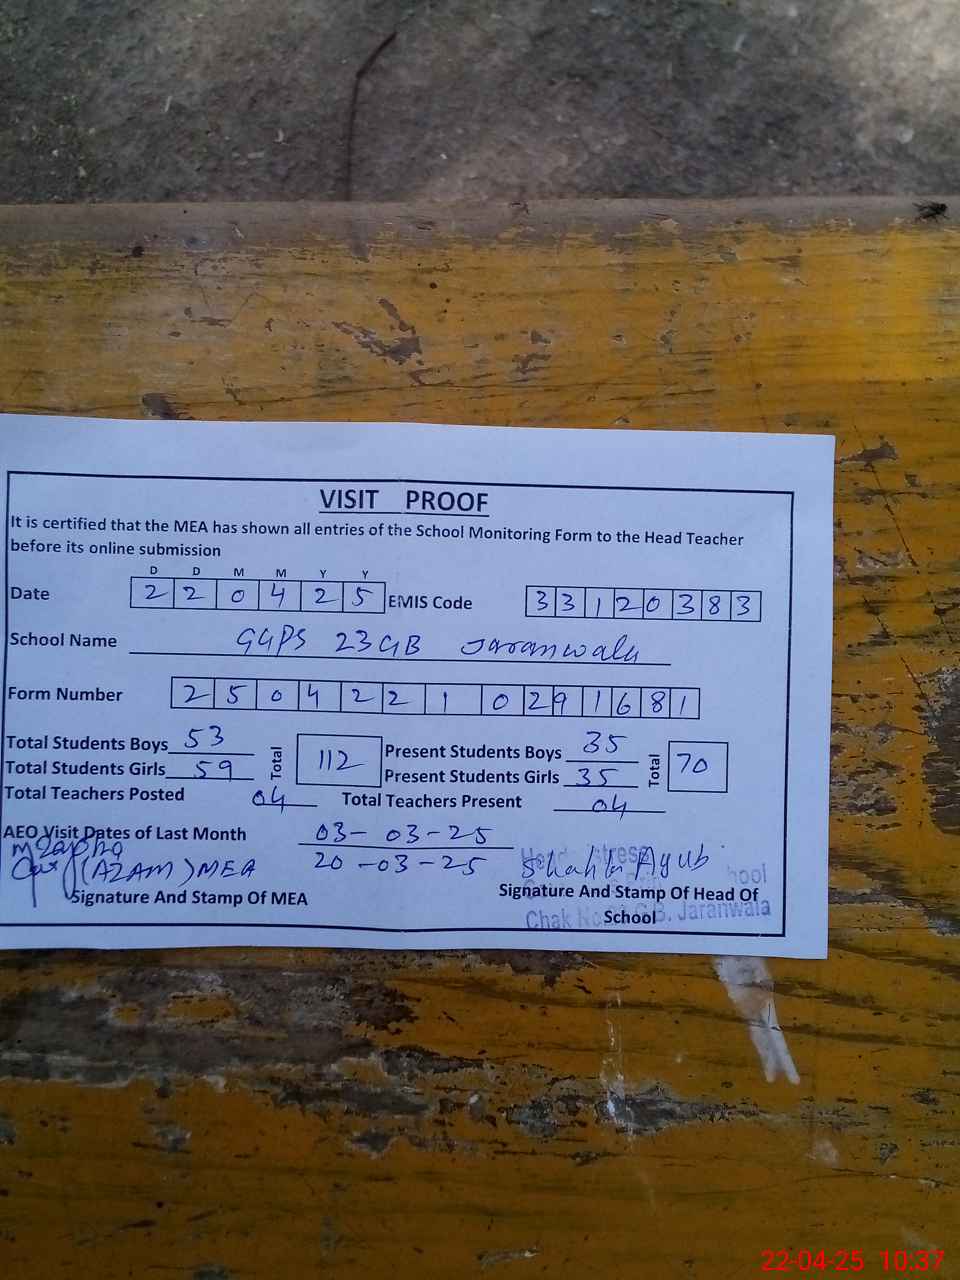 VISIT PROOF
It is certified that the MEA has shown all entries of the School Monitoring Form to the Head Teacher
before its online submission
D D M M Y Y
Date 2 2 0 4 2 5 EMIS Code 3 3 1 2 0 3 8 3
School Name GGPS 23GB Jaranwala
Form Number 2 5 0 4 2 2 1 0 2 9 1 6 8 1
Total Students Boys 53 Total 112 Present Students Boys 35 Total 70
Total Students Girls 59 Present Students Girls 35
Total Teachers Posted 04 Total Teachers Present 04
AEO Visit Dates of Last Month 03-03-25
20-03-25
(AZAM) MEA Ayub
Signature And Stamp Of MEA Signature And Stamp Of Head Of
School
Chak No. G.B. Jaranwala
22-04-25 10:37